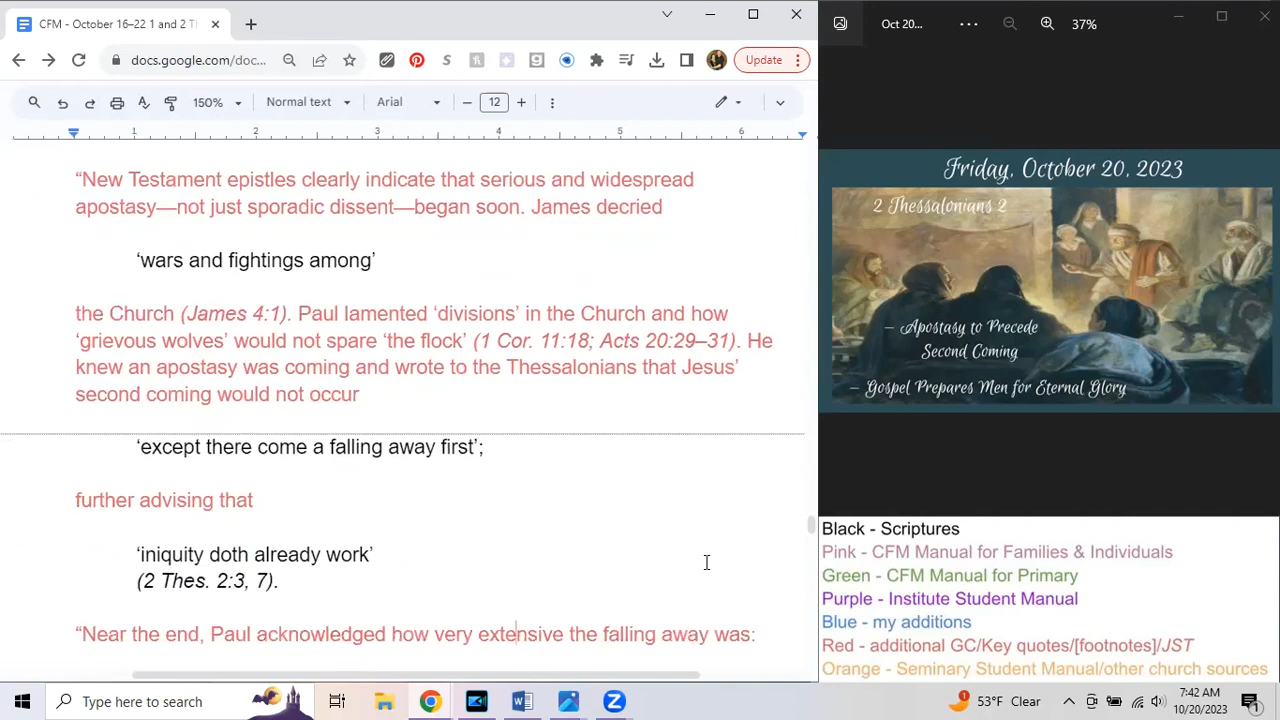 CFM - October 16–22 1 and 2 Th
docs.google.com/doc...
Update
150%
Normal text
Arial
12
1
2
3
4
5
6
“New Testament epistles clearly indicate that serious and widespread
apostasy—not just sporadic dissent—began soon. James decried
‘wars and fightings among’
the Church (James 4:1). Paul lamented ‘divisions’ in the Church and how
‘grievous wolves’ would not spare ‘the flock’ (1 Cor. 11:18; Acts 20:29–31). He
knew an apostasy was coming and wrote to the Thessalonians that Jesus’
second coming would not occur
‘except there come a falling away first’;
further advising that
‘iniquity doth already work’
(2 Thes. 2:3, 7).
“Near the end, Paul acknowledged how very extensive the falling away was:
Oct 20...
37%
Friday, October 20, 2023
2 Thessalonians 2
– Apostasy to Precede
Second Coming
– Gospel Prepares Men for Eternal Glory
Black - Scriptures
Pink - CFM Manual for Families & Individuals
Green - CFM Manual for Primary
Purple - Institute Student Manual
Blue - my additions
Red - additional GC/Key quotes/[footnotes]/JST
Orange - Seminary Student Manual/other church sources
Type here to search
1
53°F Clear
7:42 AM
10/20/2023
1